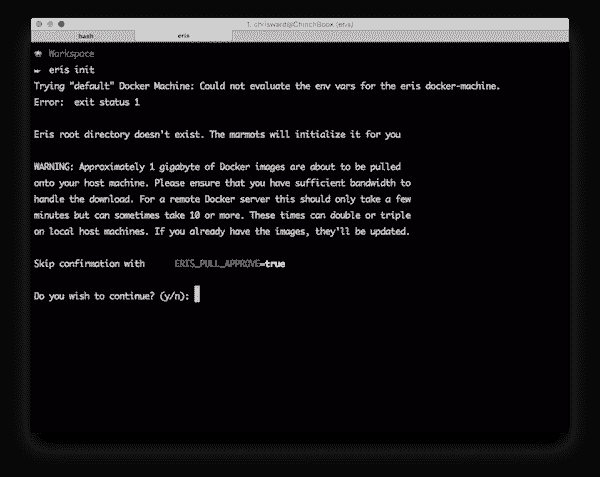 1. chrisward@ChinchBook (eris)
bash
eris
Workspace
eris init
Trying "default" Docker Machine: Could not evaluate the env vars for the eris docker-machine.
Error: exit status 1
Eris root directory doesn't exist. The marmots will initialize it for you
WARNING: Approximately 1 gigabyte of Docker images are about to be pulled
onto your host machine. Please ensure that you have sufficient bandwidth to
handle the download. For a remote Docker server this should only take a few
minutes but can sometimes take 10 or more. These times can double or triple
on local host machines. If you already have the images, they'll be updated.
Skip confirmation with ERIS_PULL_APPROVE=true
Do you wish to continue? (y/n):